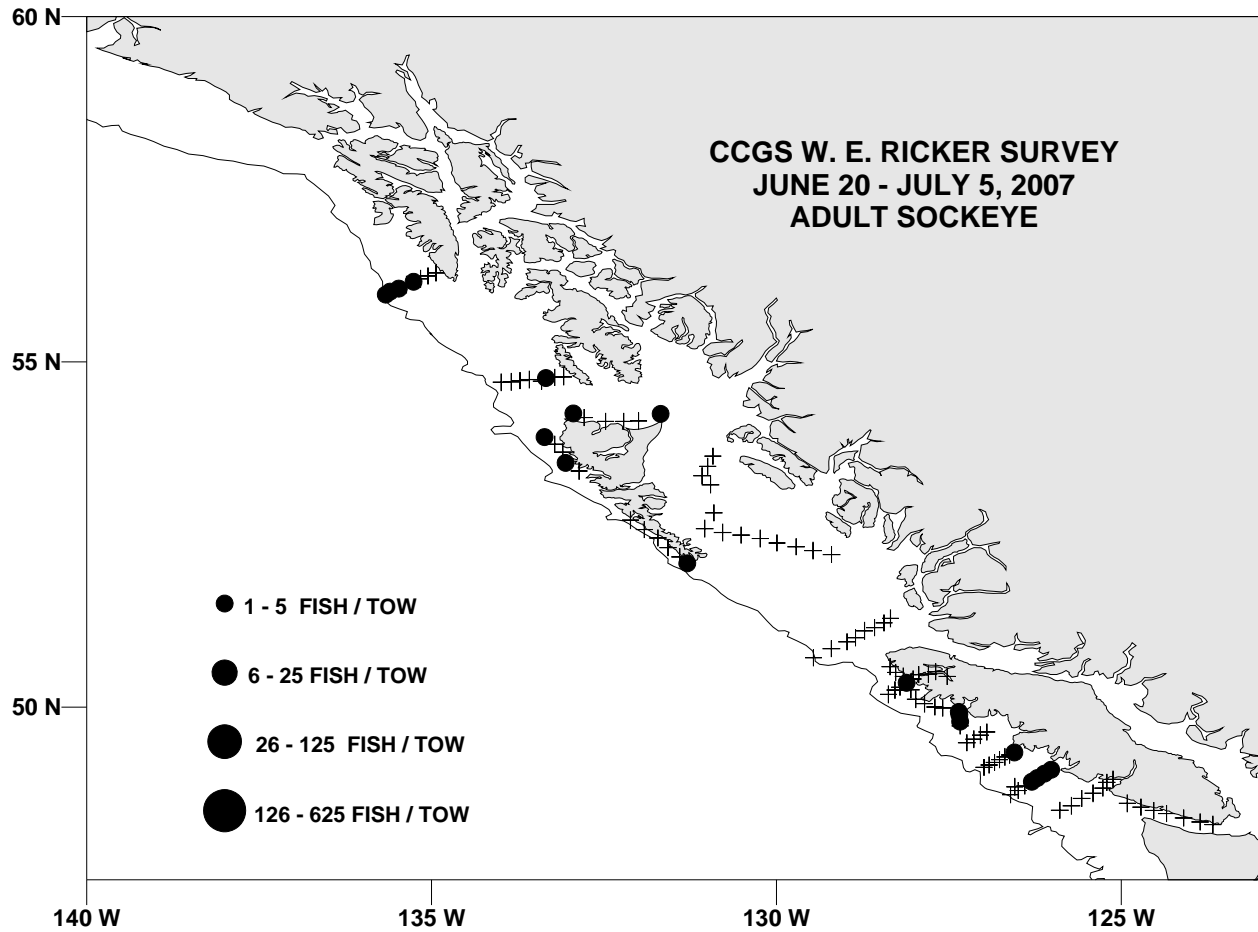 60 N
CCGS W. E. RICKER SURVEY
JUNE 20 - JULY 5, 2007
ADULT SOCKEYE
55 N
1 - 5 FISH / TOW
6 - 25 FISH / TOW
50 N
26 - 125 FISH / TOW
126 - 625 FISH / TOW
140 W
135 W
130 W
125 W